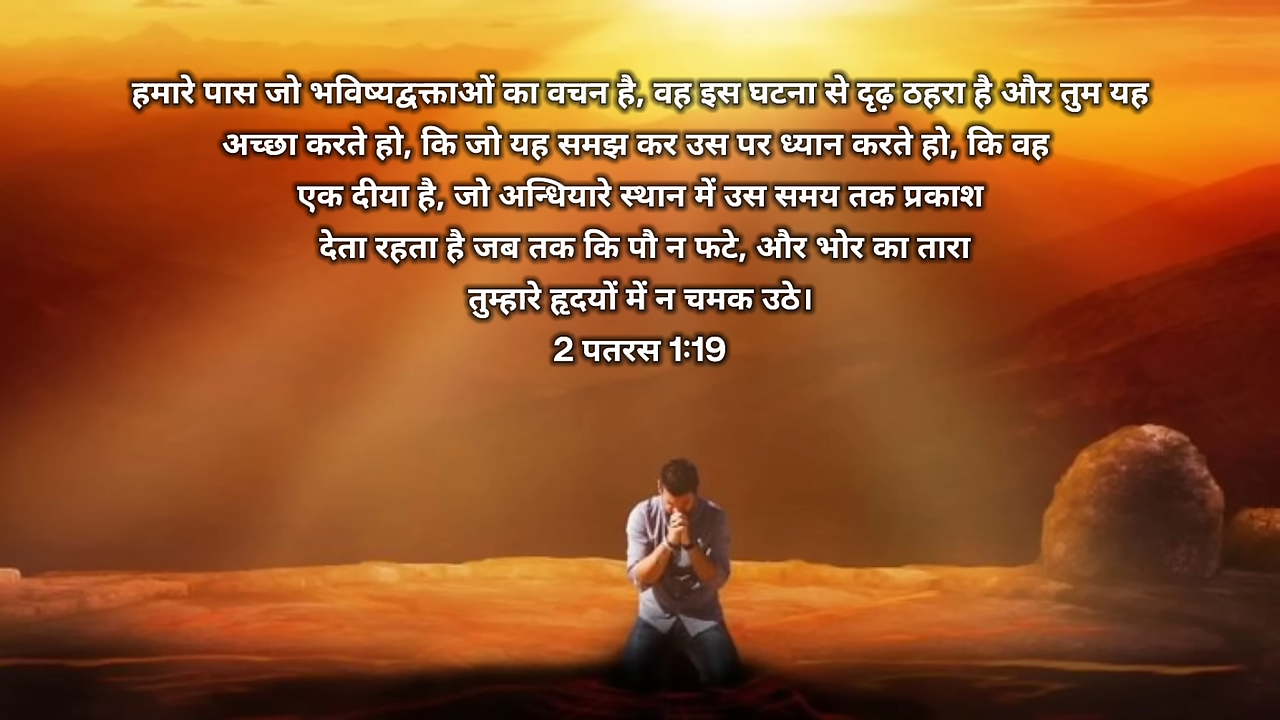 हमारे पास जो भविष्यद्वक्ताओं का वचन है, वह इस घटना से दृढ़ ठहरा है और तुम यह
अच्छा करते हो, कि जो यह समझ कर उस पर ध्यान करते हो, कि वह
एक दीया है, जो अन्धियारे स्थान में उस समय तक प्रकाश
देता रहता है जब तक कि पौ न फटे, और भोर का तारा
तुम्हारे हृदयों में न चमक उठे।
2 पतरस 1:19